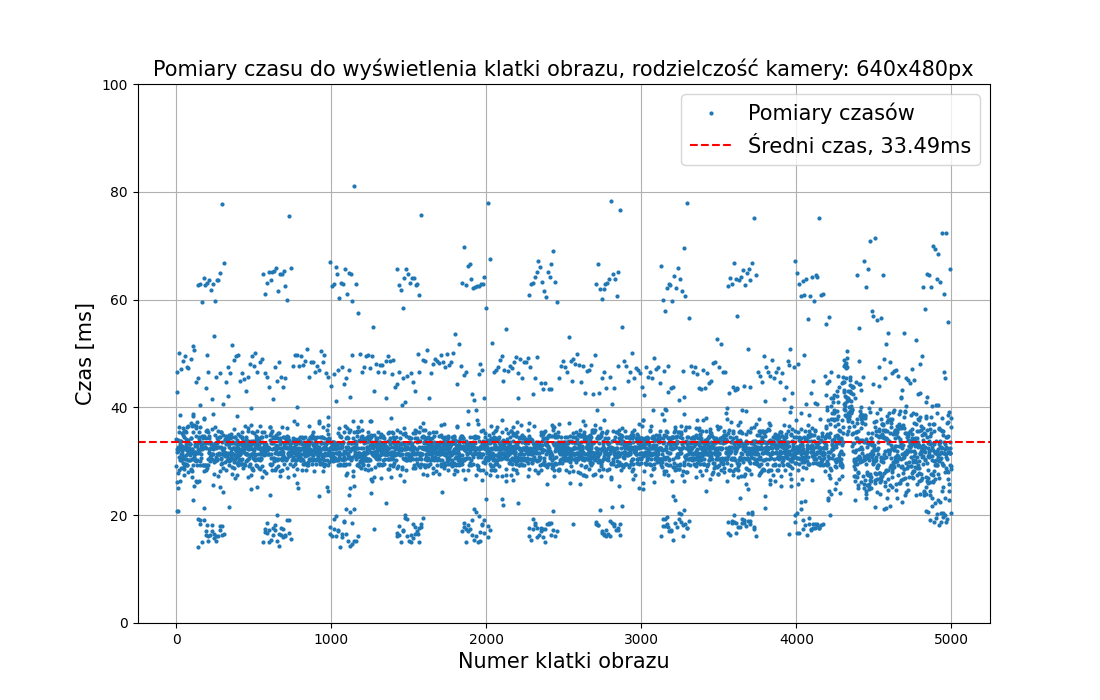 Pomiary czasu do wyświetlenia klatki obrazu, rodzielczość kamery: 640x480px
Pomiary czasów
Średni czas, 33.49ms
Czas [ms]
100
80
60
40
20
0
0 1000 2000 3000 4000 5000
Numer klatki obrazu